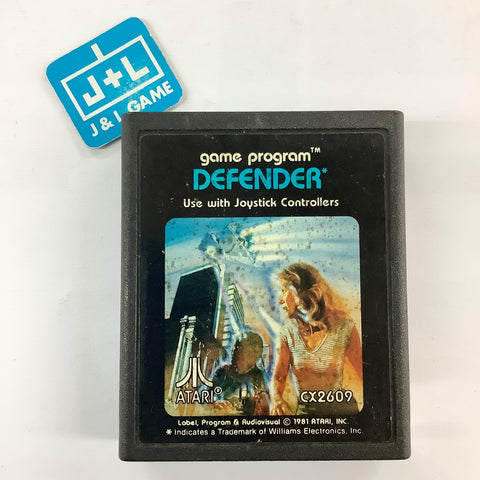 J+L
J & L GAME
game program™
DEFENDER*
Use with Joystick Controllers
ATARI®
CX2609
Label, Program & Audiovisual © 1981 ATARI, INC.
* Indicates a Trademark of Williams Electronics, Inc.